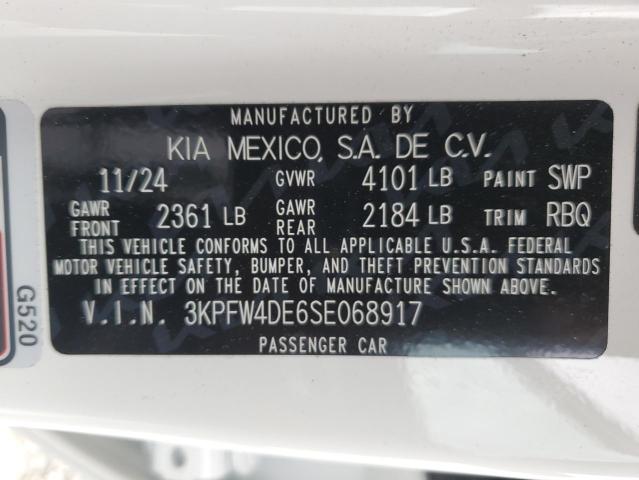 MANUFACTURED BY
KIA MEXICO, S.A. DE C.V.
11/24 GVWR 4101 LB PAINT SWP
GAWR FRONT 2361 LB GAWR REAR 2184 LB TRIM RBQ
THIS VEHICLE CONFORMS TO ALL APPLICABLE U.S.A. FEDERAL
MOTOR VEHICLE SAFETY, BUMPER, AND THEFT PREVENTION STANDARDS
IN EFFECT ON THE DATE OF MANUFACTURE SHOWN ABOVE.
V.I.N. 3KPFW4DE6SE068917
PASSENGER CAR
G520